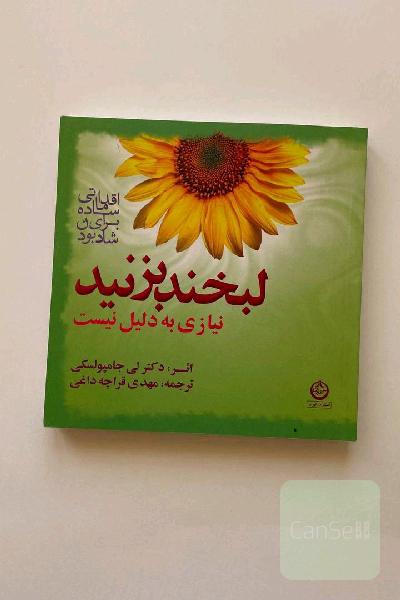 اقداماتی
ساده
برای
شاد بودن
لبخند بزنید
نیازی به دلیل نیست
اثر: دکتر لی جامپولسکی
ترجمه: مهدی قراچه داغی
CanSell